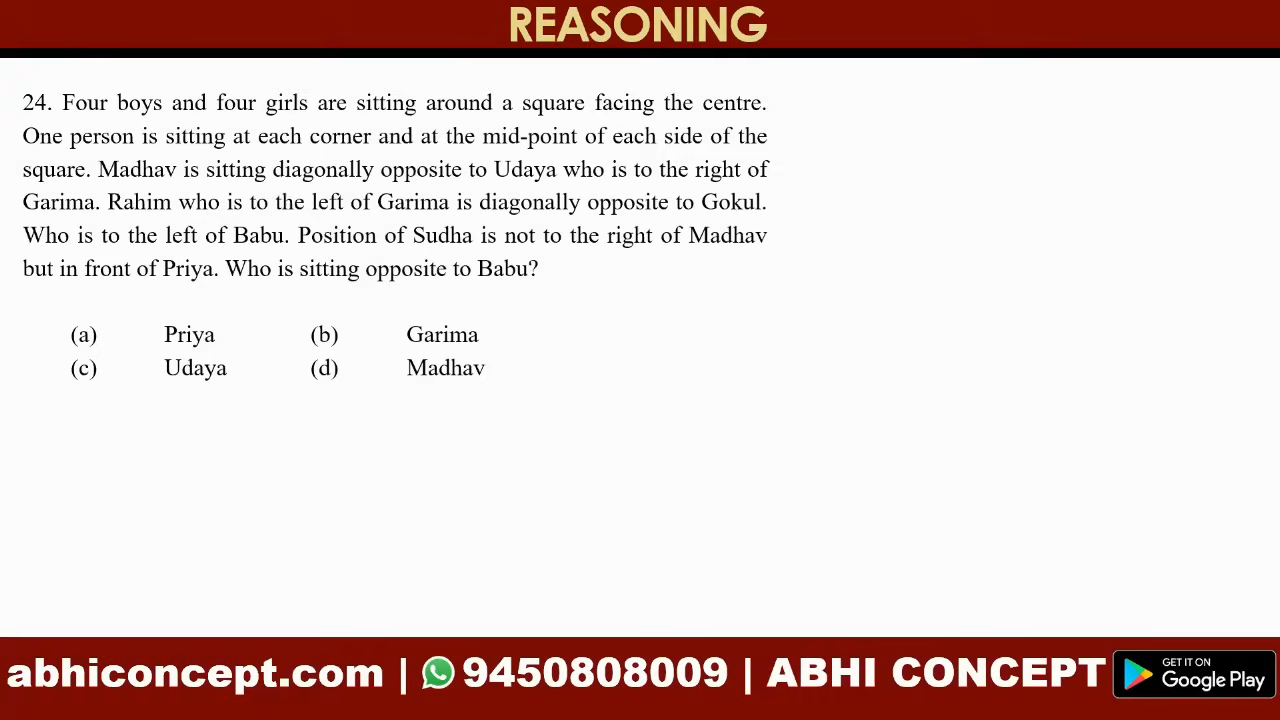 REASONING
24. Four boys and four girls are sitting around a square facing the centre.
One person is sitting at each corner and at the mid-point of each side of the
square. Madhav is sitting diagonally opposite to Udaya who is to the right of
Garima. Rahim who is to the left of Garima is diagonally opposite to Gokul.
Who is to the left of Babu. Position of Sudha is not to the right of Madhav
but in front of Priya. Who is sitting opposite to Babu?
(a) Priya (b) Garima
(c) Udaya (d) Madhav
abhiconcept.com | 9450808009 | ABHI CONCEPT GET IT ON Google Play